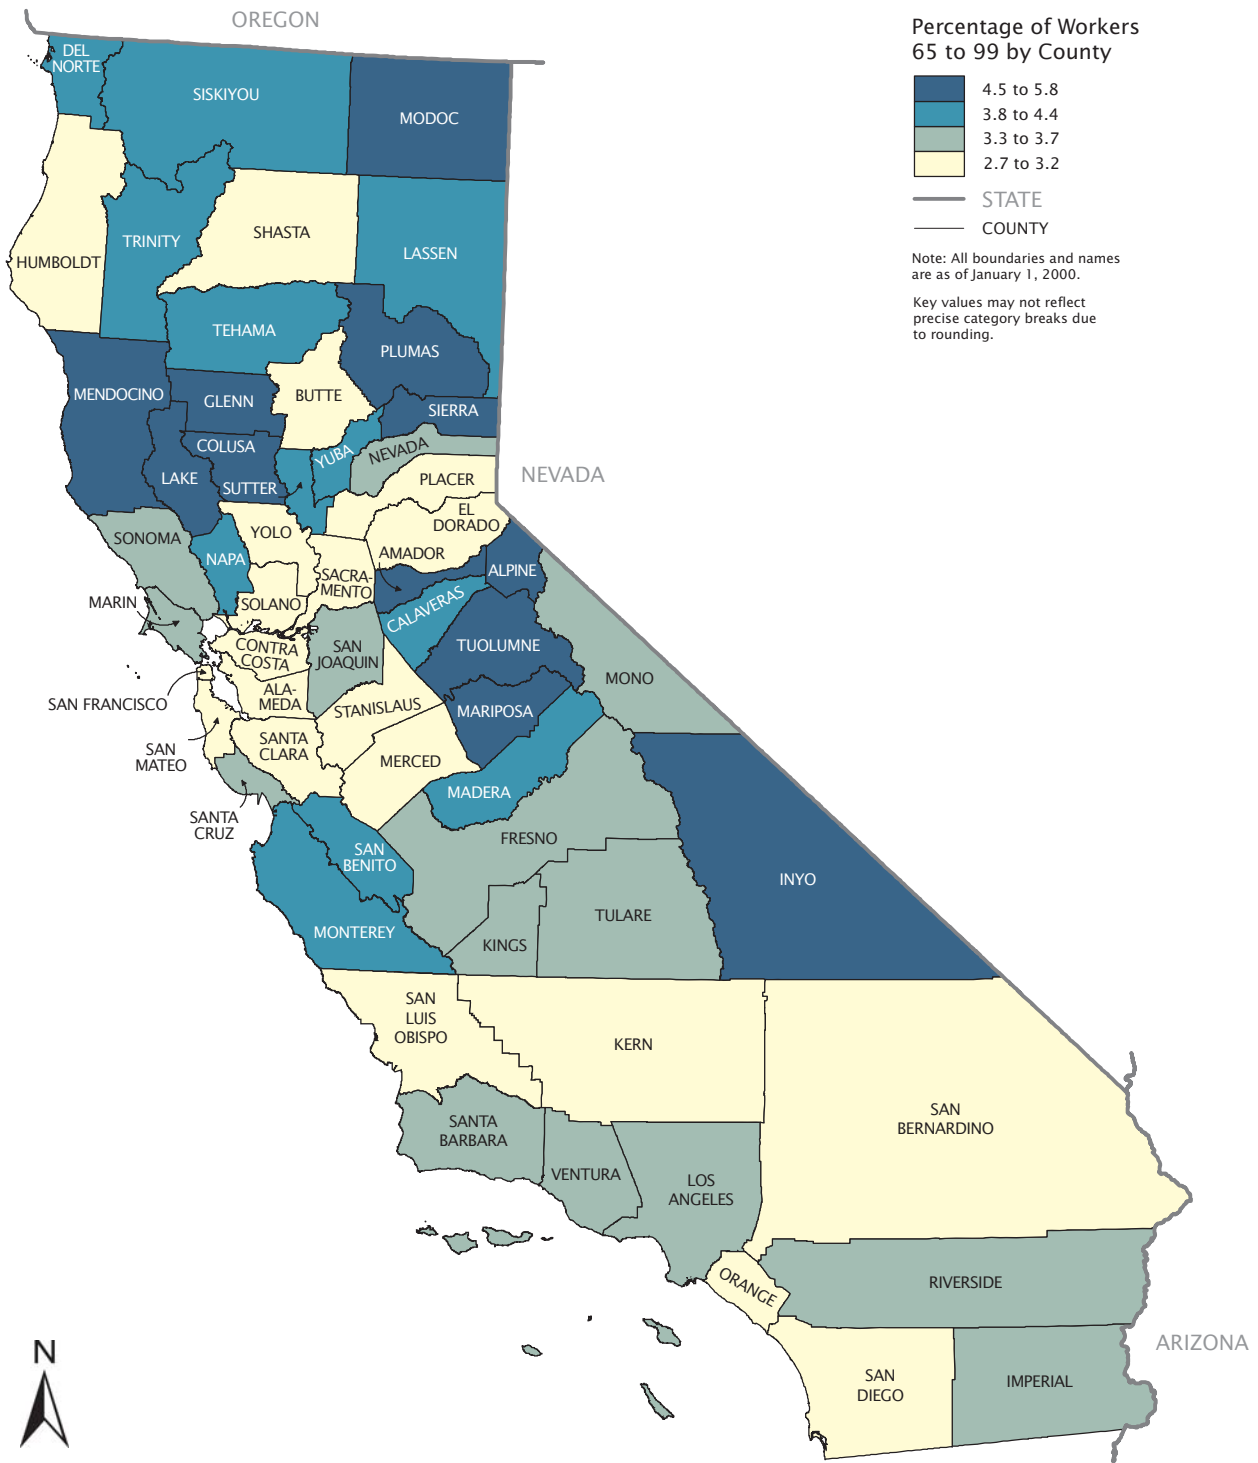 OREGON
Percentage of Workers
65 to 99 by County
4.5 to 5.8
3.8 to 4.4
3.3 to 3.7
2.7 to 3.2
STATE
COUNTY
Note: All boundaries and names
are as of January 1, 2000.
Key values may not reflect
precise category breaks due
to rounding.
DEL
NORTE
SISKIYOU
MODOC
HUMBOLDT
TRINITY
SHASTA
LASSEN
TEHAMA
PLUMAS
MENDOCINO
GLENN
BUTTE
SIERRA
COLUSA
YUBA
NEVADA
LAKE
SUTTER
PLACER
NEVADA
EL
DORADO
SONOMA
YOLO
NAPA
AMADOR
SACRA-
MENTO
ALPINE
MARIN
SOLANO
CALAVERAS
CONTRA
COSTA
SAN
JOAQUIN
TUOLUMNE
MONO
SAN FRANCISCO
ALA-
MEDA
STANISLAUS
MARIPOSA
SAN
MATEO
SANTA
CLARA
MERCED
MADERA
SANTA
CRUZ
SAN
BENITO
FRESNO
INYO
MONTEREY
KINGS
TULARE
SAN
LUIS
OBISPO
KERN
SAN
BERNARDINO
SANTA
BARBARA
VENTURA
LOS
ANGELES
ORANGE
RIVERSIDE
ARIZONA
SAN
DIEGO
IMPERIAL
N